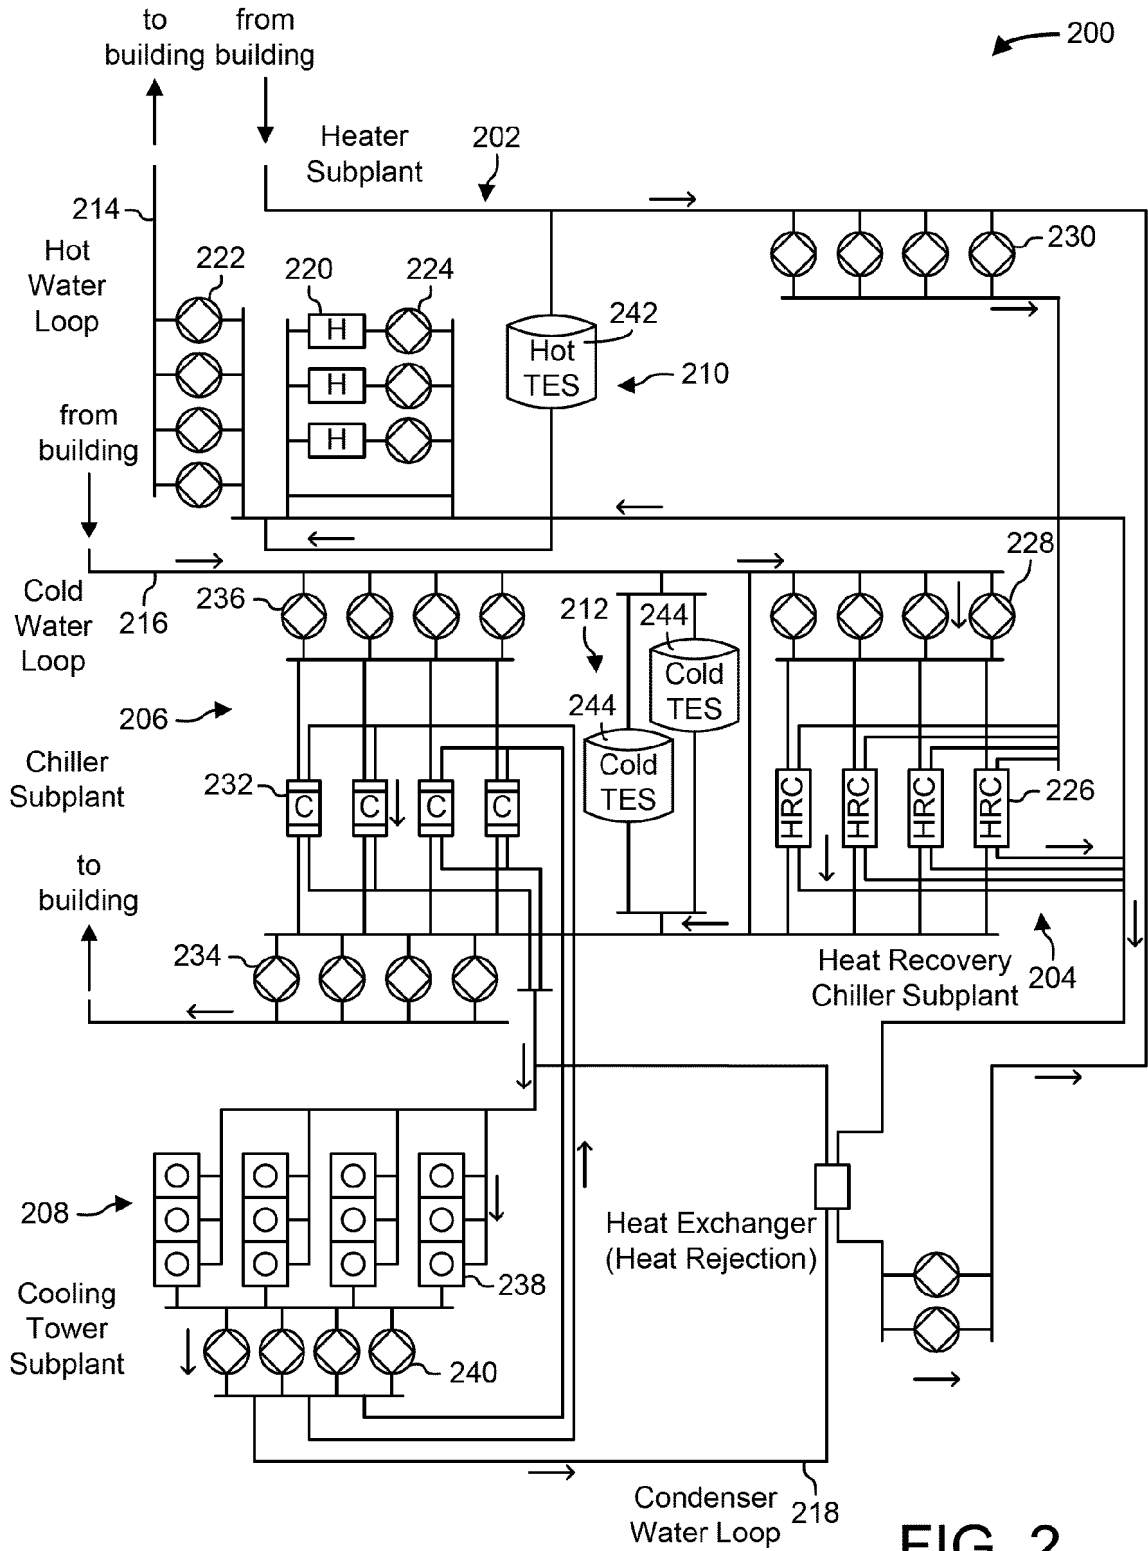 to
building
from
building
200
Heater
Subplant
202
214
Hot
Water
Loop
222
220
224
230
H
H
H
Hot
TES
242
210
from
building
228
Cold
Water
Loop
216
236
212
244
Cold
TES
244
Cold
TES
206
Chiller
Subplant
232
C
C
C
C
HRC
HRC
HRC
HRC
226
to
building
234
Heat Recovery
Chiller Subplant
204
208
Heat Exchanger
(Heat Rejection)
238
Cooling
Tower
Subplant
240
Condenser
Water Loop
218
FIG. 2